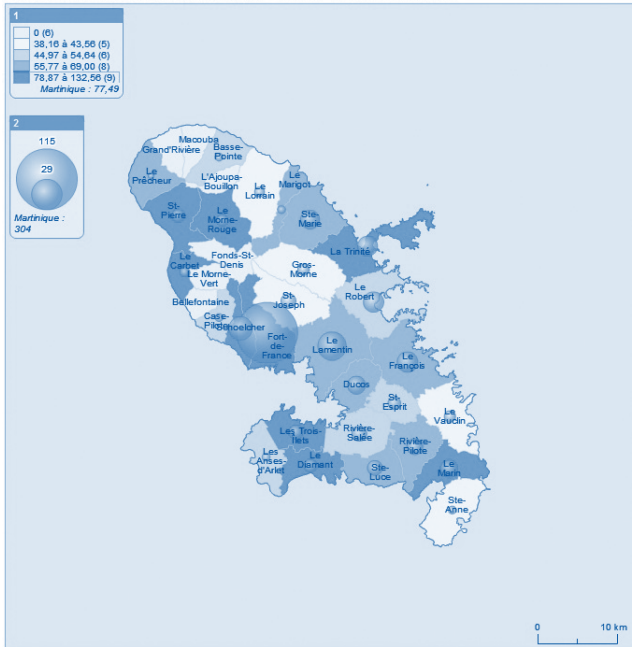 1
0 (6)
38,16 à 43,56 (5)
44,97 à 54,64 (6)
55,77 à 69,00 (8)
78,87 à 132,56 (9)
Martinique : 77,49
2
115
29
Martinique :
304
Macouba
Grand'Rivière
Basse-
Pointe
Le
Prêcheur
L'Ajoupa-
Bouillon
Le
Lorrain
Le
Marigot
St-
Pierre
Le
Morne-
Rouge
Ste-
Marie
La Trinité
Le
Carbet
Fonds-St-
Denis
Le Morne-
Vert
Gros-
Morne
Bellefontaine
St-
Joseph
Le
Robert
Case-
Pilote
Schoelcher
Fort-
de-
France
Le
Lamentin
Le
François
Ducos
St-
Esprit
Le
Vauclin
Les Trois-
Ilets
Rivière-
Salée
Rivière-
Pilote
Les
Anses-
d'Arlet
Le
Diamant
Ste-
Luce
Le
Marin
Ste-
Anne
0 10 km